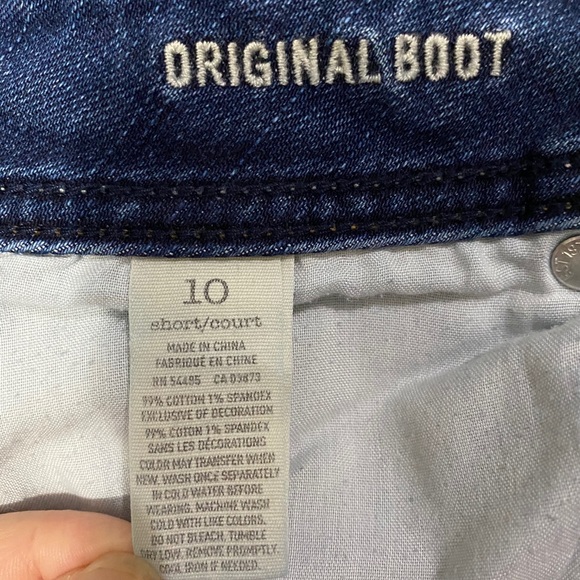 ORIGINAL BOOT
10
short/court
MADE IN CHINA
FABRIQUÉ EN CHINE
RN 54485 CA 03873
99% COTTON 1% SPANDEX
EXCLUSIVE OF DECORATION
99% COTON 1% SPANDEX
SANS LES DÉCORATIONS
COLOR MAY TRANSFER WHEN
NEW. WASH ONCE SEPARATELY
IN COLD WATER BEFORE
WEARING. MACHINE WASH
COLD WITH LIKE COLORS.
DO NOT BLEACH, TUMBLE
DRY LOW. REMOVE PROMPTLY.
COOL IRON IF NEEDED.